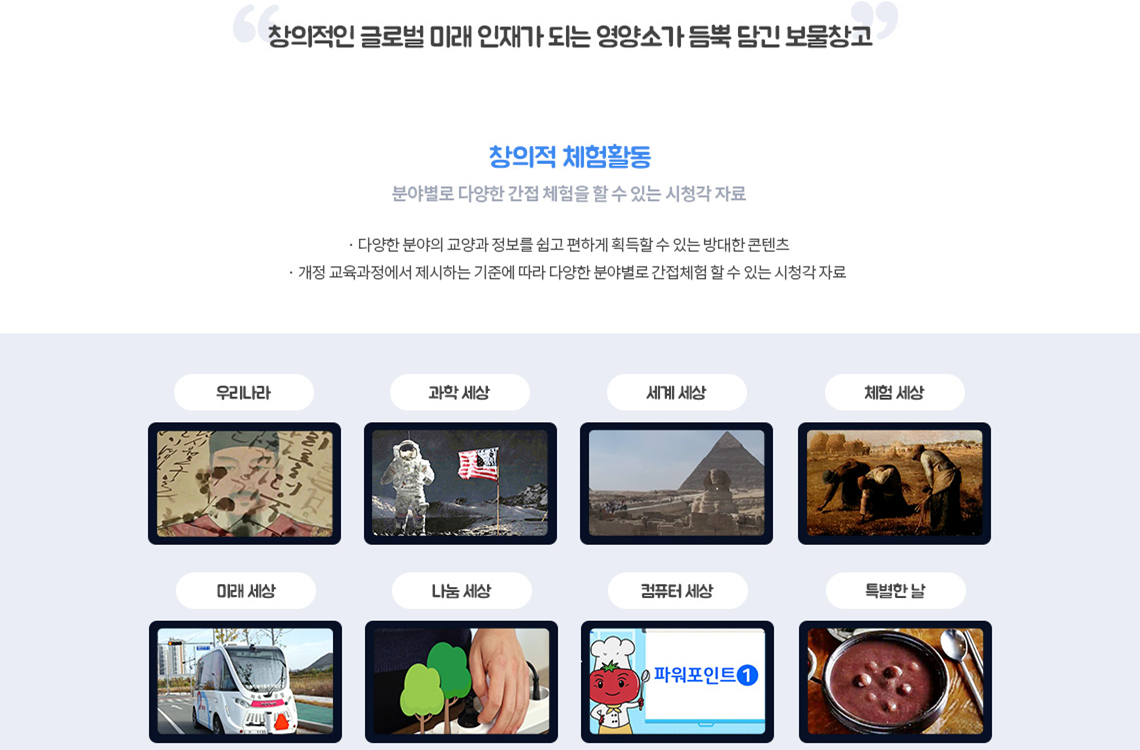 창의적인 글로벌 미래 인재가 되는 영양소가 듬뿍 담긴 보물창고
창의적 체험활동
분야별로 다양한 간접 체험을 할 수 있는 시청각 자료
· 다양한 분야의 교양과 정보를 쉽고 편하게 획득할 수 있는 방대한 콘텐츠
· 개정 교육과정에서 제시하는 기준에 따라 다양한 분야별로 간접체험 할 수 있는 시청각 자료
우리나라
과학 세상
세계 세상
체험 세상
미래 세상
나눔 세상
컴퓨터 세상
특별한 날
파워포인트1